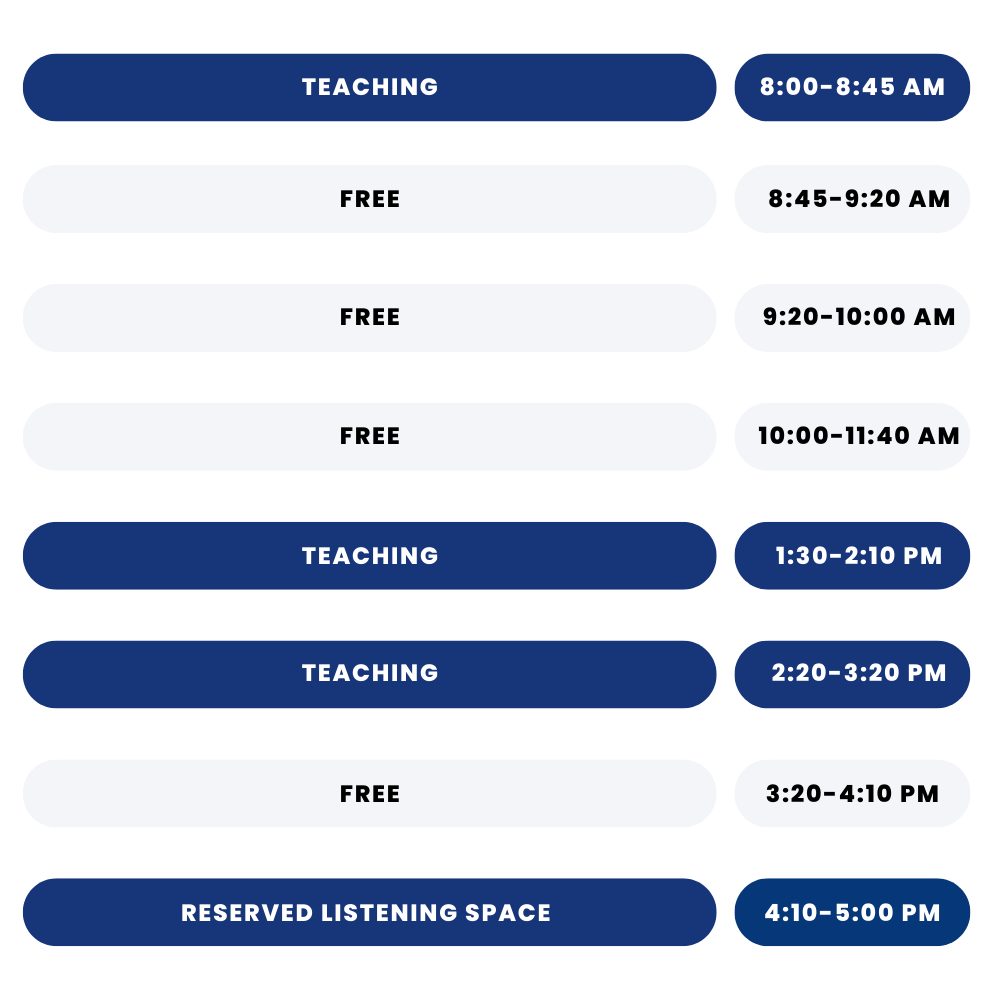 TEACHING 8:00-8:45 AM
FREE 8:45-9:20 AM
FREE 9:20-10:00 AM
FREE 10:00-11:40 AM
TEACHING 1:30-2:10 PM
TEACHING 2:20-3:20 PM
FREE 3:20-4:10 PM
RESERVED LISTENING SPACE 4:10-5:00 PM